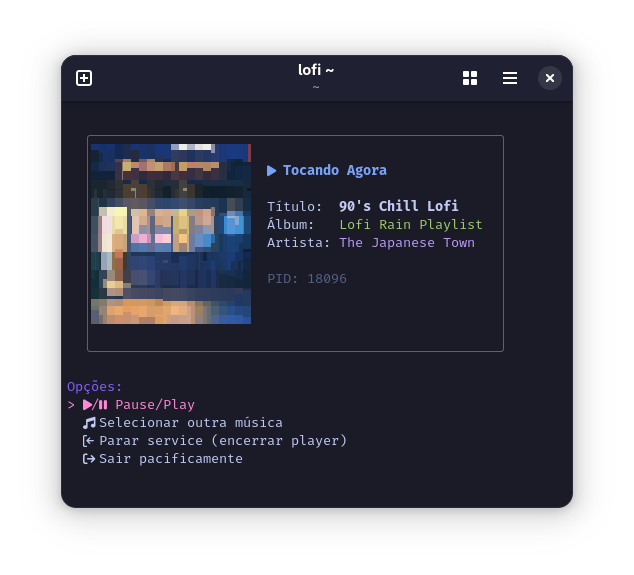 lofi ~
~
Tocando Agora
Título: 90's Chill Lofi
Álbum: Lofi Rain Playlist
Artista: The Japanese Town
PID: 18096
Opções:
> / Pause/Play
Selecionar outra música
Parar service (encerrar player)
Sair pacificamente